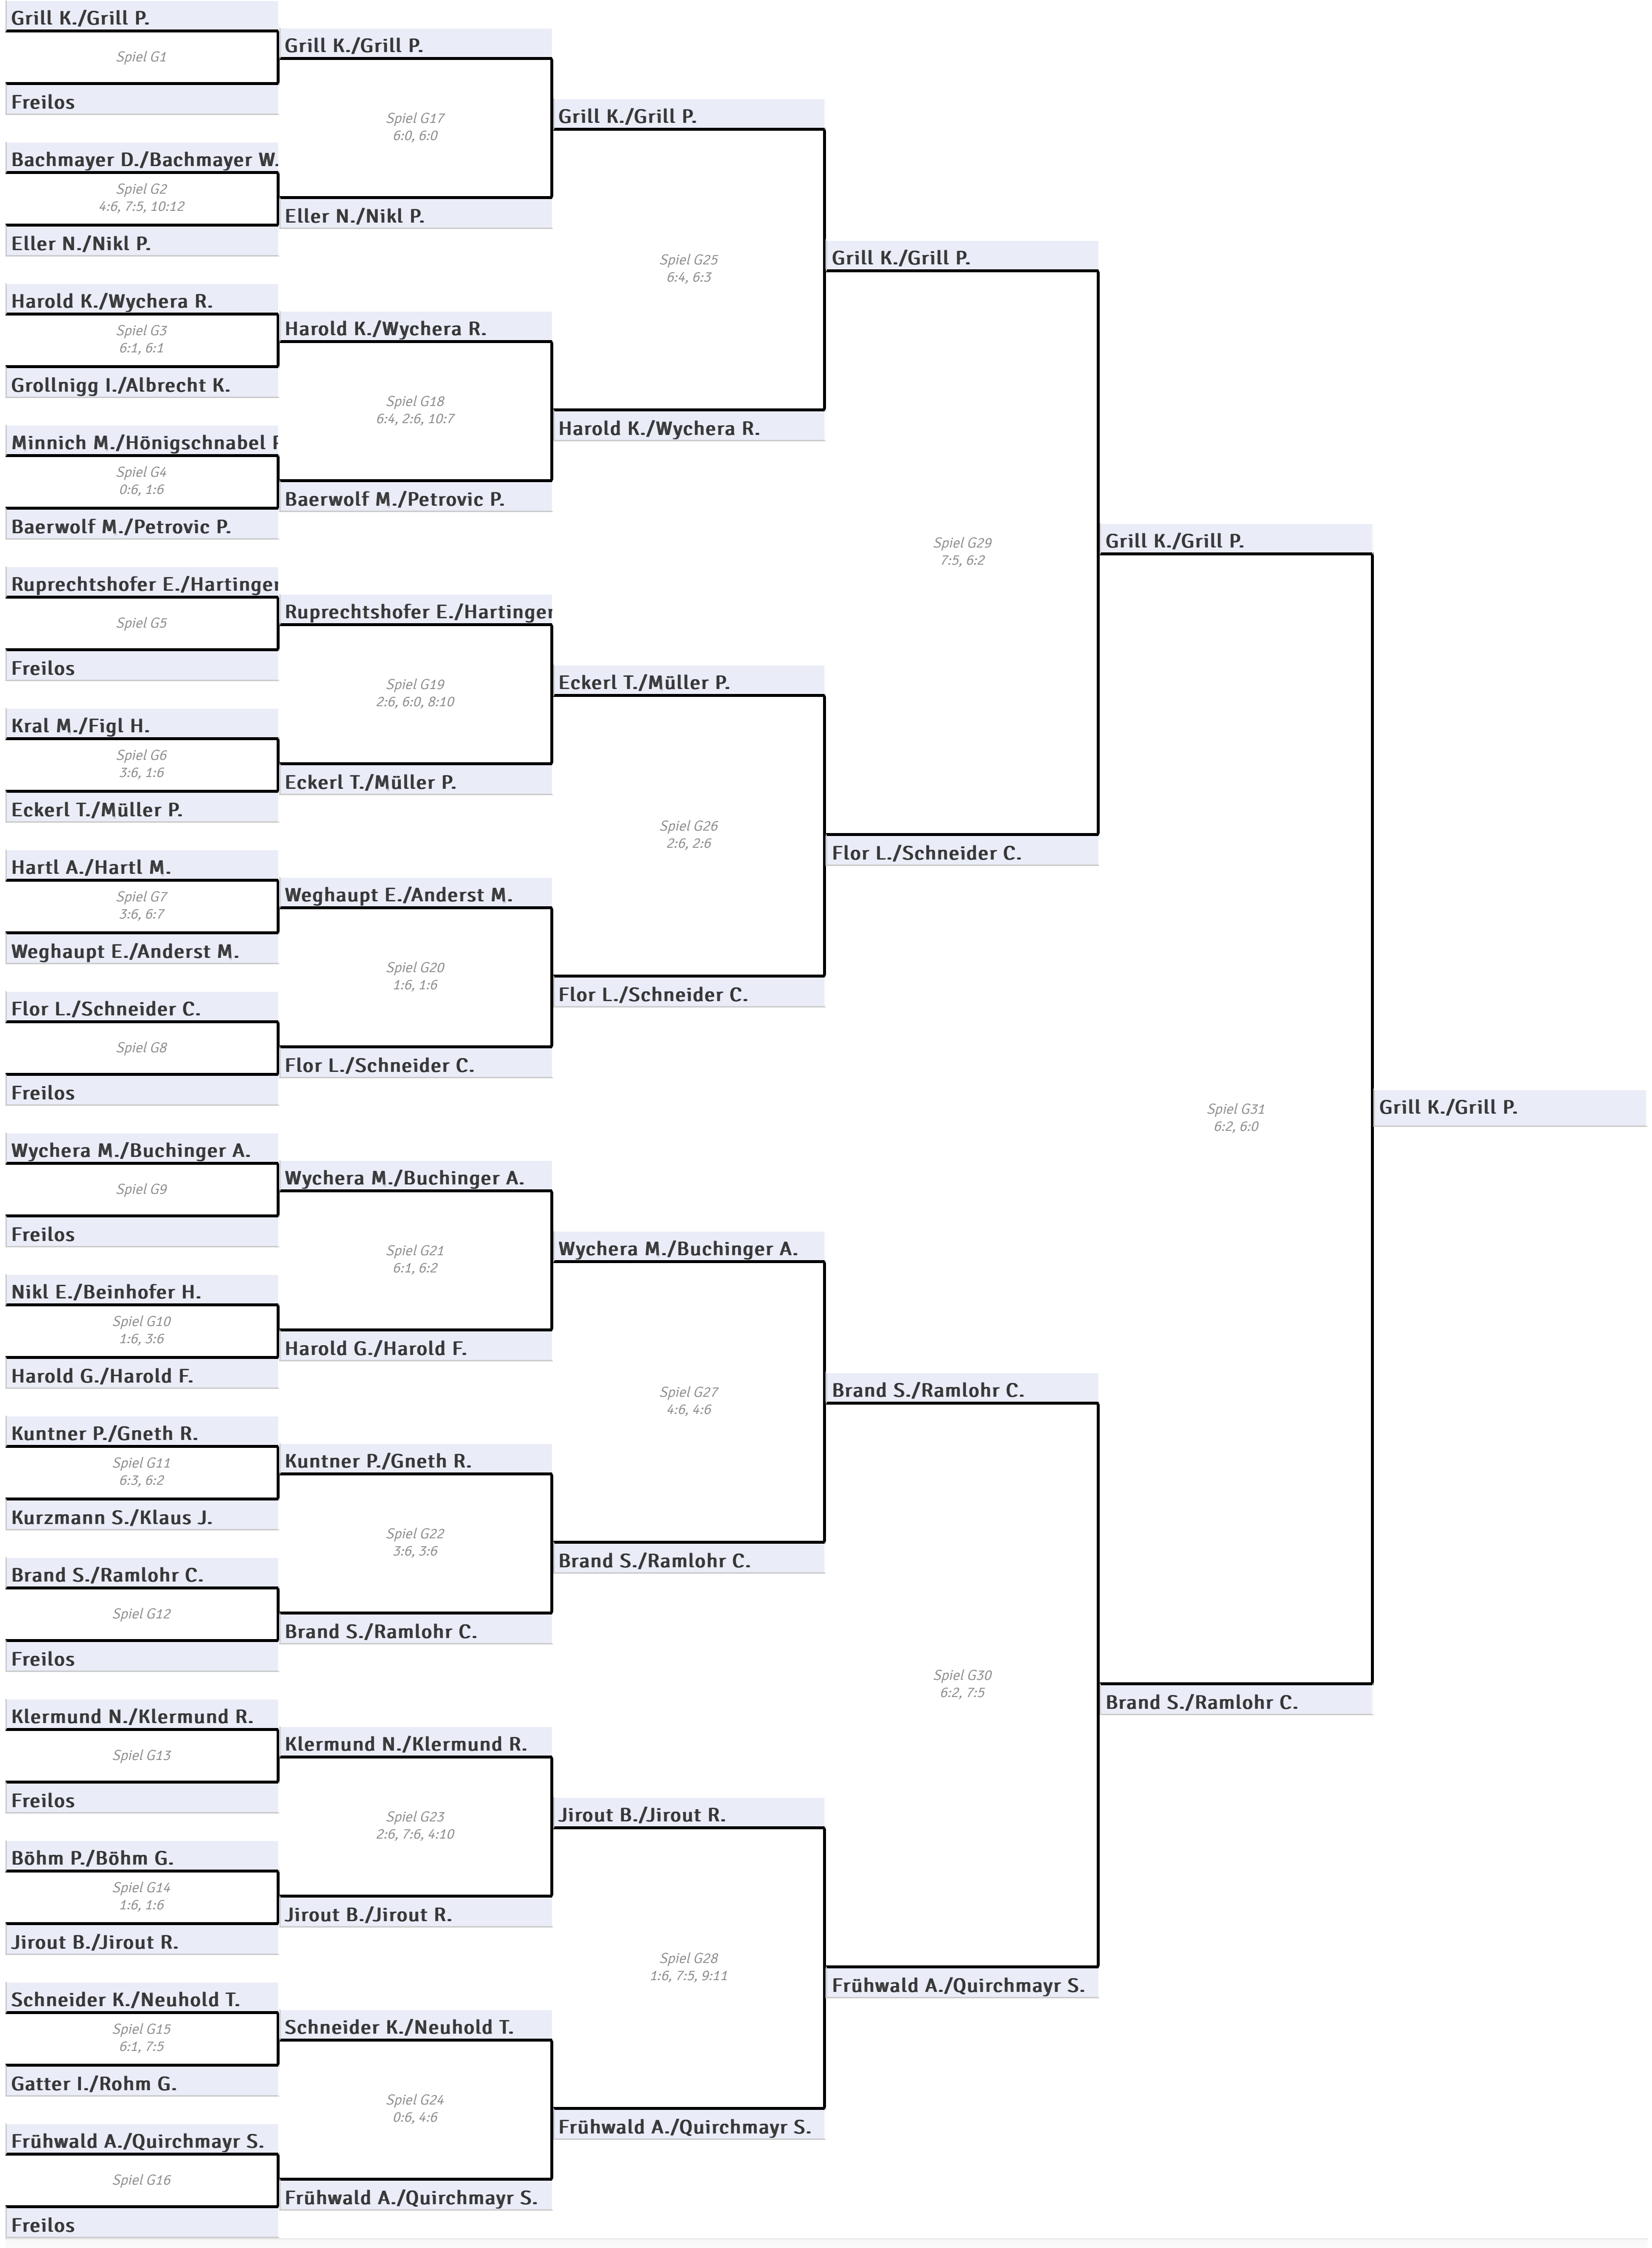 Grill K./Grill P.
Spiel G1
Freilos
Bachmayer D./Bachmayer W.
Spiel G2
4:6, 7:5, 10:12
Eller N./Nikl P.
Harold K./Wychera R.
Spiel G3
6:1, 6:1
Grollnigg I./Albrecht K.
Minnich M./Hönigschnabel
Spiel G4
0:6, 1:6
Baerwolf M./Petrovic P.
Ruprechtshofer E./Hartinger
Spiel G5
Freilos
Kral M./Figl H.
Spiel G6
3:6, 1:6
Eckerl T./Müller P.
Hartl A./Hartl M.
Spiel G7
3:6, 6:7
Weghaupt E./Anderst M.
Flor L./Schneider C.
Spiel G8
Freilos
Wychera M./Buchinger A.
Spiel G9
Freilos
Nikl E./Beinhofer H.
Spiel G10
1:6, 3:6
Harold G./Harold F.
Kuntner P./Gneth R.
Spiel G11
6:3, 6:2
Kurzmann S./Klaus J.
Brand S./Ramlohr C.
Spiel G12
Freilos
Klermund N./Klermund R.
Spiel G13
Freilos
Böhm P./Böhm G.
Spiel G14
1:6, 1:6
Jirout B./Jirout R.
Schneider K./Neuhold T.
Spiel G15
6:1, 7:5
Gatter I./Rohm G.
Frühwald A./Quirchmayr S.
Spiel G16
Freilos
Grill K./Grill P.
Spiel G17
6:0, 6:0
Eller N./Nikl P.
Harold K./Wychera R.
Spiel G18
6:4, 2:6, 10:7
Baerwolf M./Petrovic P.
Ruprechtshofer E./Hartinger
Spiel G19
2:6, 6:0, 8:10
Eckerl T./Müller P.
Weghaupt E./Anderst M.
Spiel G20
1:6, 1:6
Flor L./Schneider C.
Wychera M./Buchinger A.
Spiel G21
6:1, 6:2
Harold G./Harold F.
Kuntner P./Gneth R.
Spiel G22
3:6, 3:6
Brand S./Ramlohr C.
Klermund N./Klermund R.
Spiel G23
2:6, 7:6, 4:10
Jirout B./Jirout R.
Schneider K./Neuhold T.
Spiel G24
0:6, 4:6
Frühwald A./Quirchmayr S.
Grill K./Grill P.
Spiel G25
6:4, 6:3
Harold K./Wychera R.
Eckerl T./Müller P.
Spiel G26
2:6, 2:6
Flor L./Schneider C.
Wychera M./Buchinger A.
Spiel G27
4:6, 4:6
Brand S./Ramlohr C.
Jirout B./Jirout R.
Spiel G28
1:6, 7:5, 9:11
Frühwald A./Quirchmayr S.
Grill K./Grill P.
Spiel G29
7:5, 6:2
Flor L./Schneider C.
Brand S./Ramlohr C.
Spiel G30
6:2, 7:5
Frühwald A./Quirchmayr S.
Grill K./Grill P.
Spiel G31
6:2, 6:0
Brand S./Ramlohr C.
Grill K./Grill P.